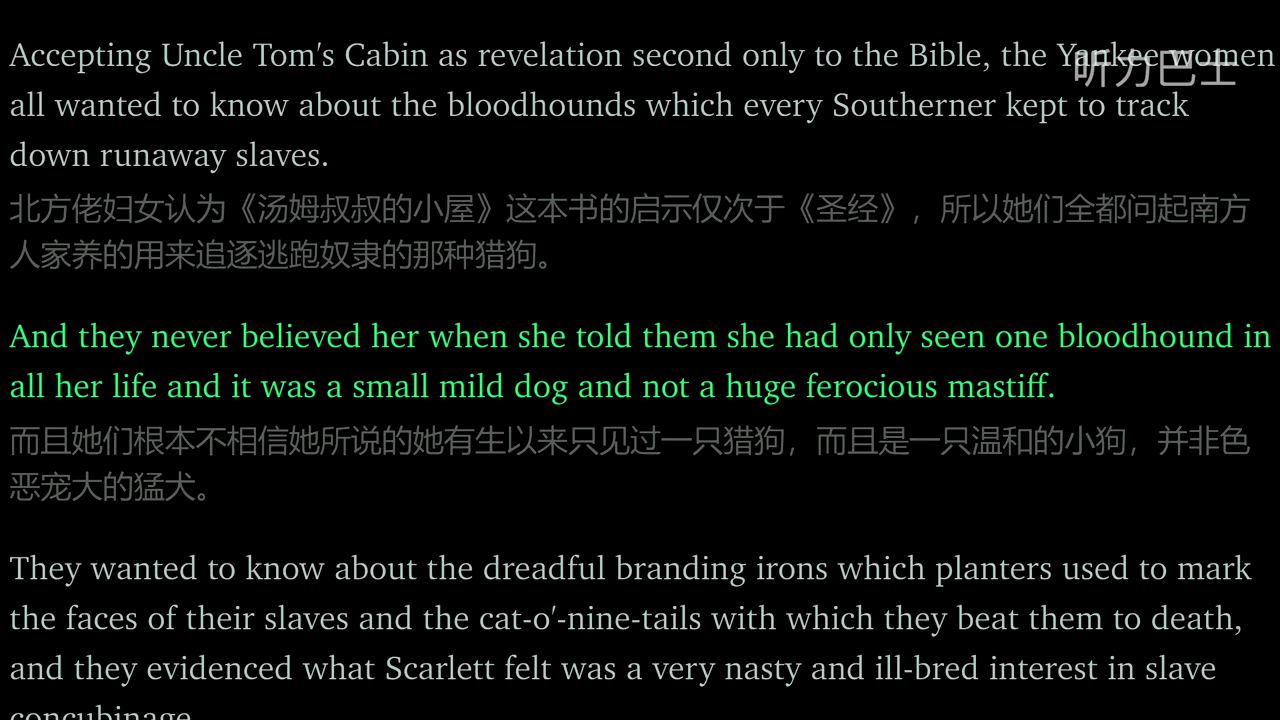 Accepting Uncle Tom's Cabin as revelation second only to the Bible, the Yankee women
听力巴士
all wanted to know about the bloodhounds which every Southerner kept to track
down runaway slaves.
北方佬妇女认为《汤姆叔叔的小屋》这本书的启示仅次于《圣经》，所以她们全都问起南方
人家养的用来追逐逃跑奴隶的那种猎狗。
And they never believed her when she told them she had only seen one bloodhound in
all her life and it was a small mild dog and not a huge ferocious mastiff.
而且她们根本不相信她所说的她有生以来只见过一只猎狗，而且是一只温和的小狗，并非色
恶宠大的猛犬。
They wanted to know about the dreadful branding irons which planters used to mark
the faces of their slaves and the cat-o'-nine-tails with which they beat them to death,
and they evidenced what Scarlett felt was a very nasty and ill-bred interest in slave
concubinage.